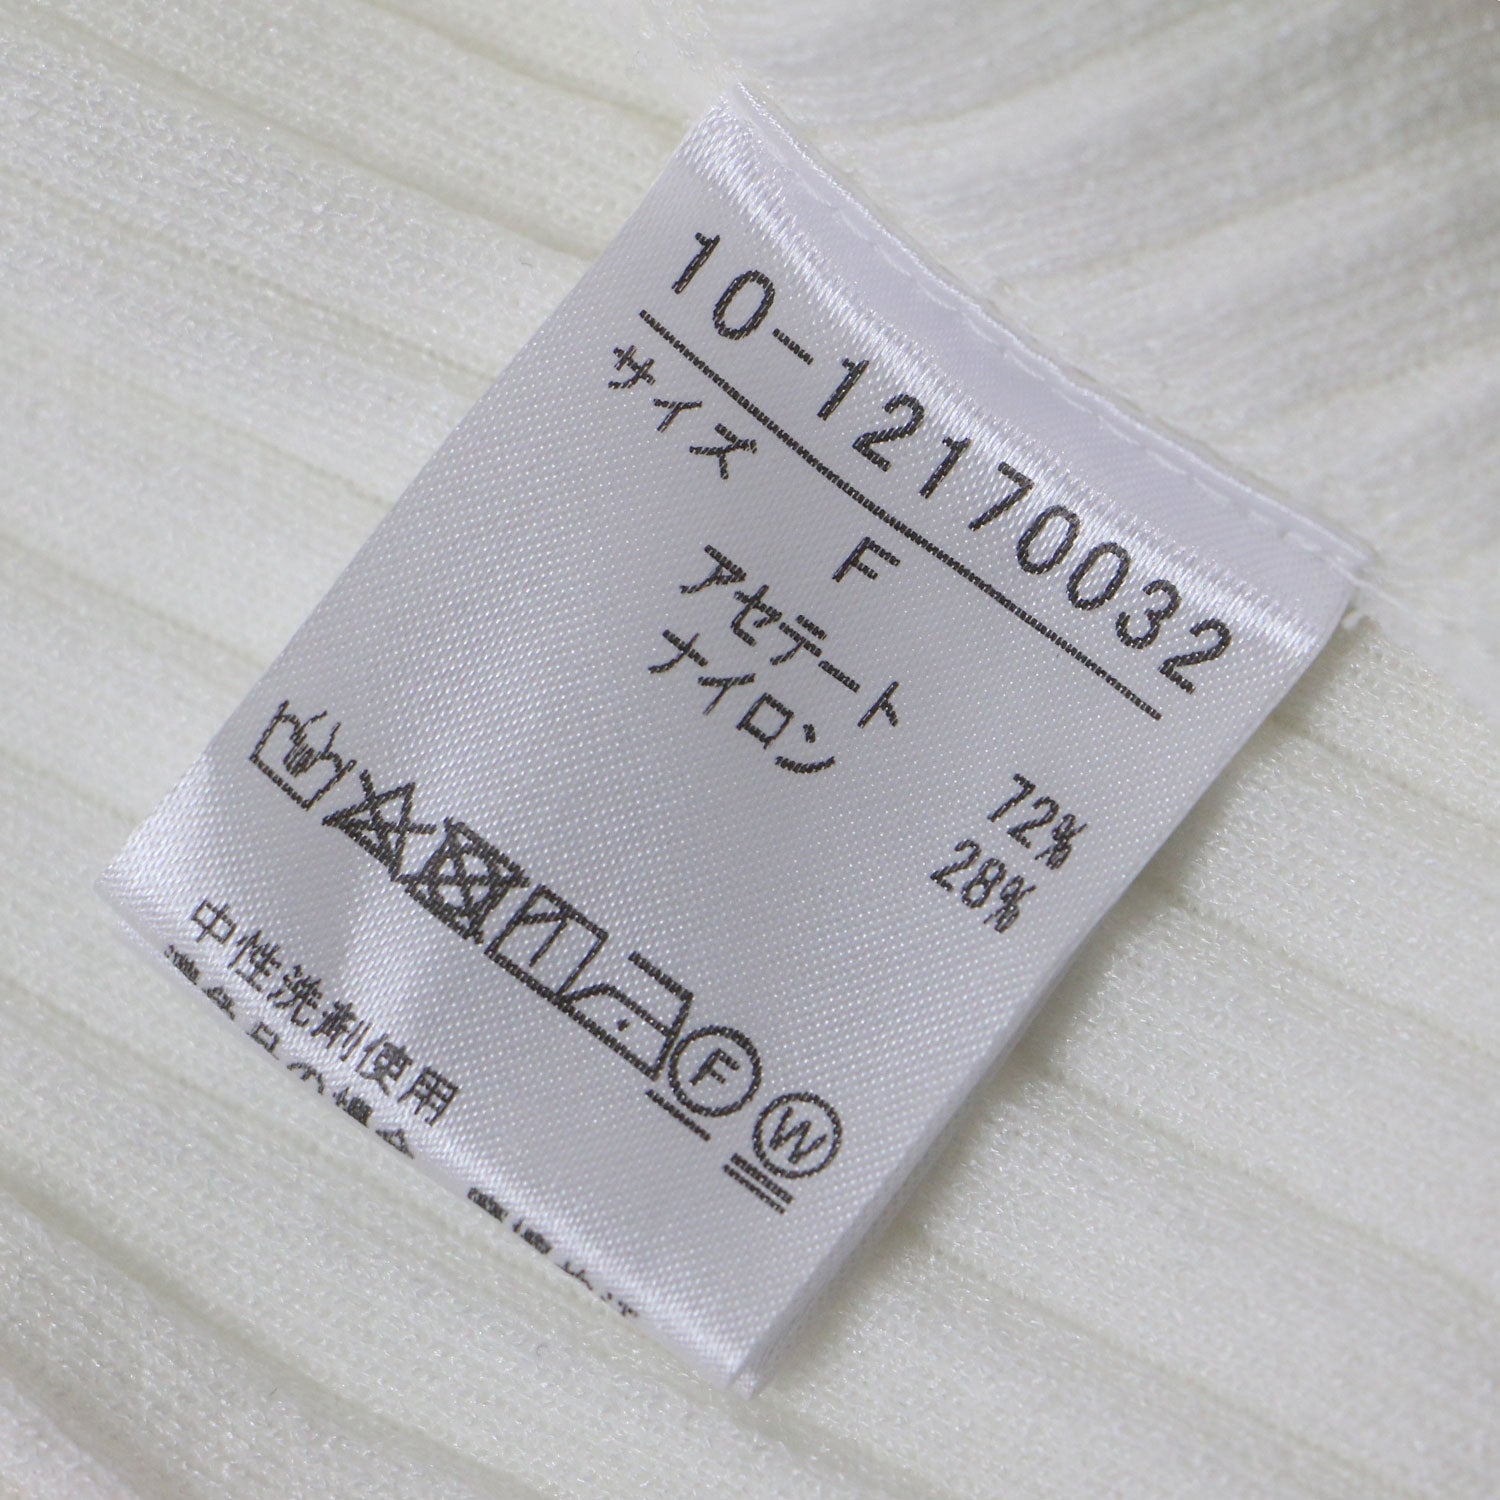 10-12170032
サイズ
F
アセテート 72%
ナイロン 28%
F W
中性洗剤使用